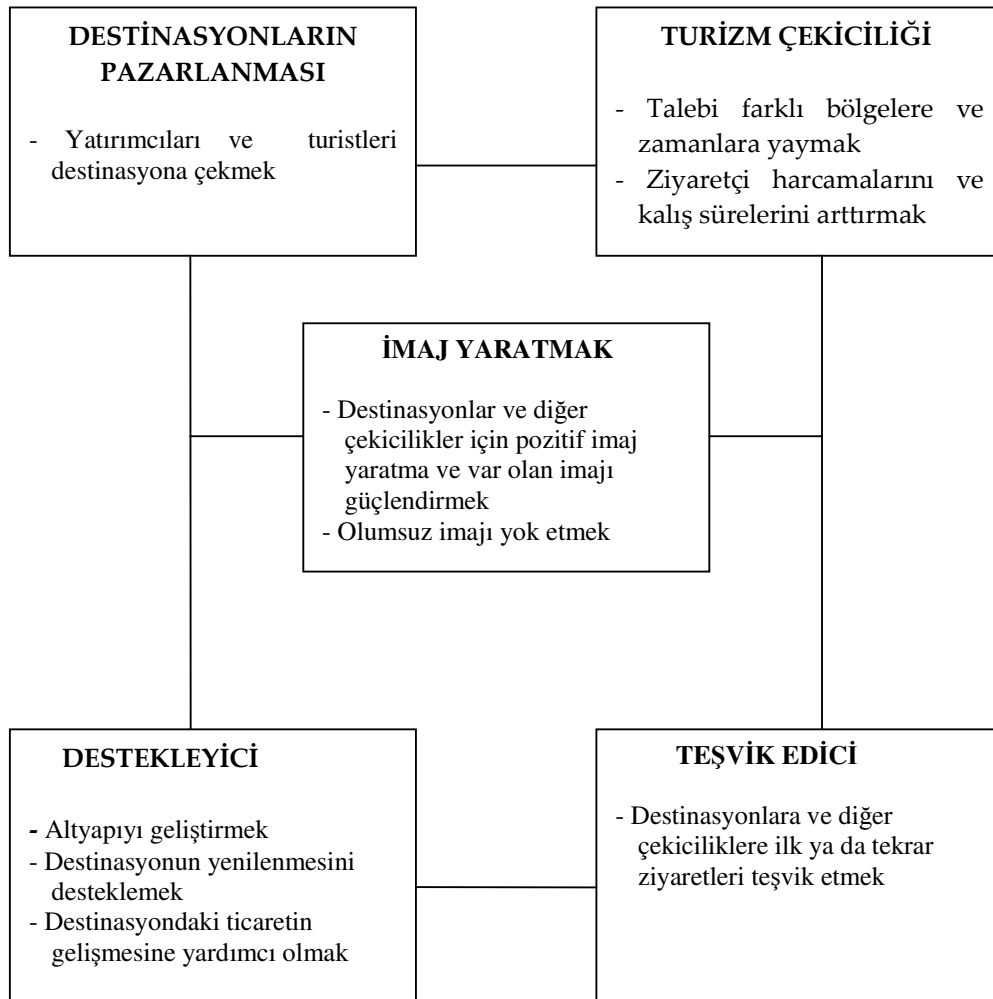 DESTİNASYONLARIN
PAZARLANMASI
- Yatırımcıları ve turistleri
destinasyona çekmek
TURİZM ÇEKİCİLİĞİ
- Talebi farklı bölgelere ve
zamanlara yaymak
- Ziyaretçi harcamalarını ve
kalış sürelerini arttırmak
İMAJ YARATMAK
- Destinasyonlar ve diğer
çekicilikler için pozitif imaj
yaratma ve var olan imajı
güçlendirmek
- Olumsuz imajı yok etmek
DESTEKLEYİCİ
- Altyapıyı geliştirmek
- Destinasyonun yenilenmesini
desteklemek
- Destinasyondaki ticaretin
gelişmesine yardımcı olmak
TEŞVİK EDİCİ
- Destinasyonlara ve diğer
çekiciliklere ilk ya da tekrar
ziyaretleri teşvik etmek